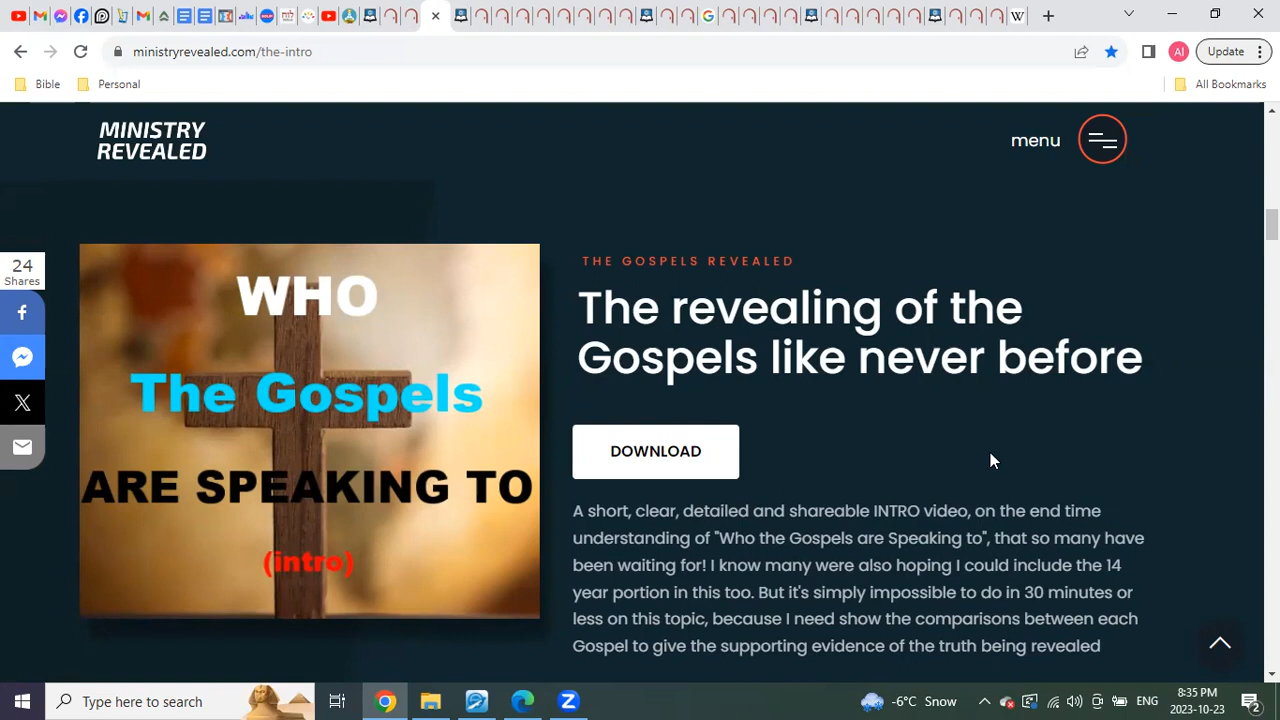 ministryrevealed.com/the-intro
Update
Bible
Personal
All Bookmarks
MINISTRY
REVEALED
menu
24
Shares
WHO
The Gospels
ARE SPEAKING TO
(intro)
THE GOSPELS REVEALED
The revealing of the
Gospels like never before
DOWNLOAD
A short, clear, detailed and shareable INTRO video, on the end time
understanding of "Who the Gospels are Speaking to", that so many have
been waiting for! I know many were also hoping I could include the 14
year portion in this too. But it's simply impossible to do in 30 minutes or
less on this topic, because I need show the comparisons between each
Gospel to give the supporting evidence of the truth being revealed
Type here to search
-6°C Snow
ENG
8:35 PM
2023-10-23
2